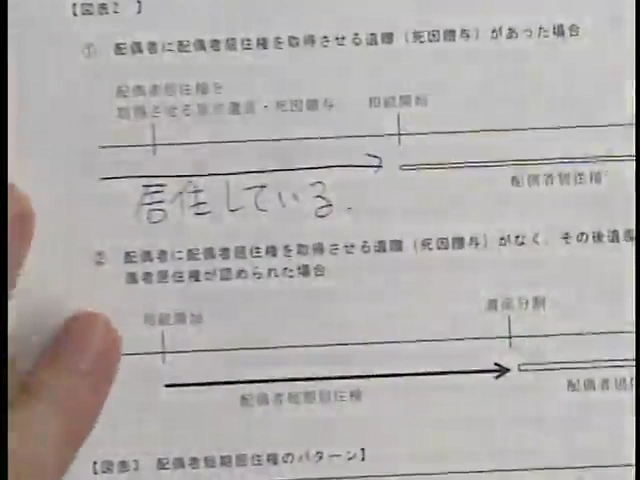 【図表2 】
① 配偶者に配偶者居住権を取得させる遺贈（死因贈与）があった場合
配偶者居住権を
取得させる旨の遺言・死因贈与
相続開始
配偶者居住権
居住している.
② 配偶者に配偶者居住権を取得させる遺贈（死因贈与）がなく，その後遺
偶者居住権が認められた場合
相続開始
遺産分割
配偶者短期居住権
配偶者居
【図表3 配偶者短期居住権のパターン】